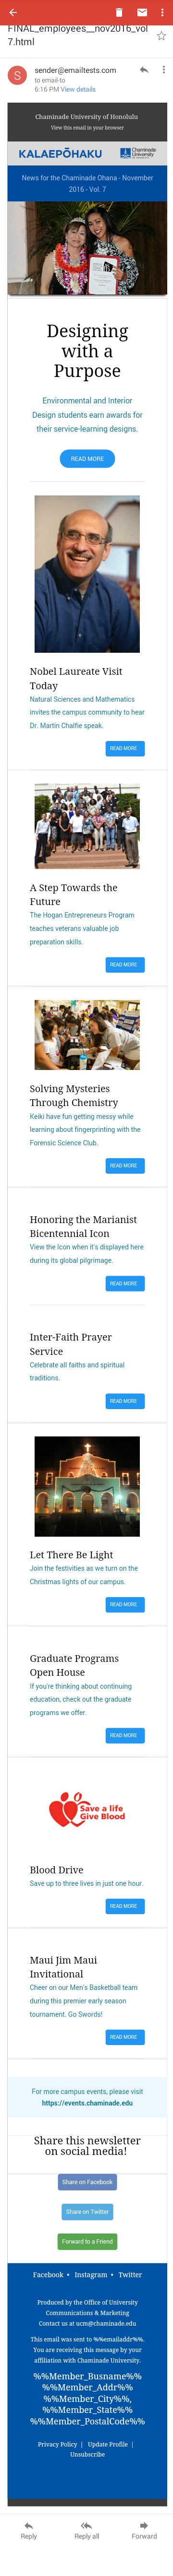 FINAL_employees__nov2016_vol
7.html
S
sender@emailtests.com
to email-to
6:16 PM View details
Chaminade University of Honolulu
View this email in your browser
KALAEPŌHAKU
Chaminade
University
News for the Chaminade Ohana - November
2016 - Vol. 7
Designing
with a
Purpose
Environmental and Interior
Design students earn awards for
their service-learning designs.
READ MORE
Nobel Laureate Visit
Today
Natural Sciences and Mathematics
invites the campus community to hear
Dr. Martin Chalfie speak.
READ MORE
A Step Towards the
Future
The Hogan Entrepreneurs Program
teaches veterans valuable job
preparation skills.
READ MORE
Solving Mysteries
Through Chemistry
Keiki have fun getting messy while
learning about fingerprinting with the
Forensic Science Club.
READ MORE
Honoring the Marianist
Bicentennial Icon
View the Icon when it's displayed here
during its global pilgrimage.
READ MORE
Inter-Faith Prayer
Service
Celebrate all faiths and spiritual
traditions.
READ MORE
Let There Be Light
Join the festivities as we turn on the
Christmas lights of our campus.
READ MORE
Graduate Programs
Open House
If you're thinking about continuing
education, check out the graduate
programs we offer.
READ MORE
Save a life
Give Blood
Blood Drive
Save up to three lives in just one hour.
READ MORE
Maui Jim Maui
Invitational
Cheer on our Men's Basketball team
during this premier early season
tournament. Go Swords!
READ MORE
For more campus events, please visit
https://events.chaminade.edu
Share this newsletter
on social media!
Share on Facebook
Share on Twitter
Forward to a Friend
Facebook • Instagram • Twitter
Produced by the Office of University
Communications & Marketing
Contact us at ucm@chaminade.edu
This email was sent to %%emailaddr%%.
You are receiving this message by your
affiliation with Chaminade University.
%%Member_Busname%%
%%Member_Addr%%
%%Member_City%%,
%%Member_State%%
%%Member_PostalCode%%
Privacy Policy | Update Profile |
Unsubscribe
Reply Reply all Forward